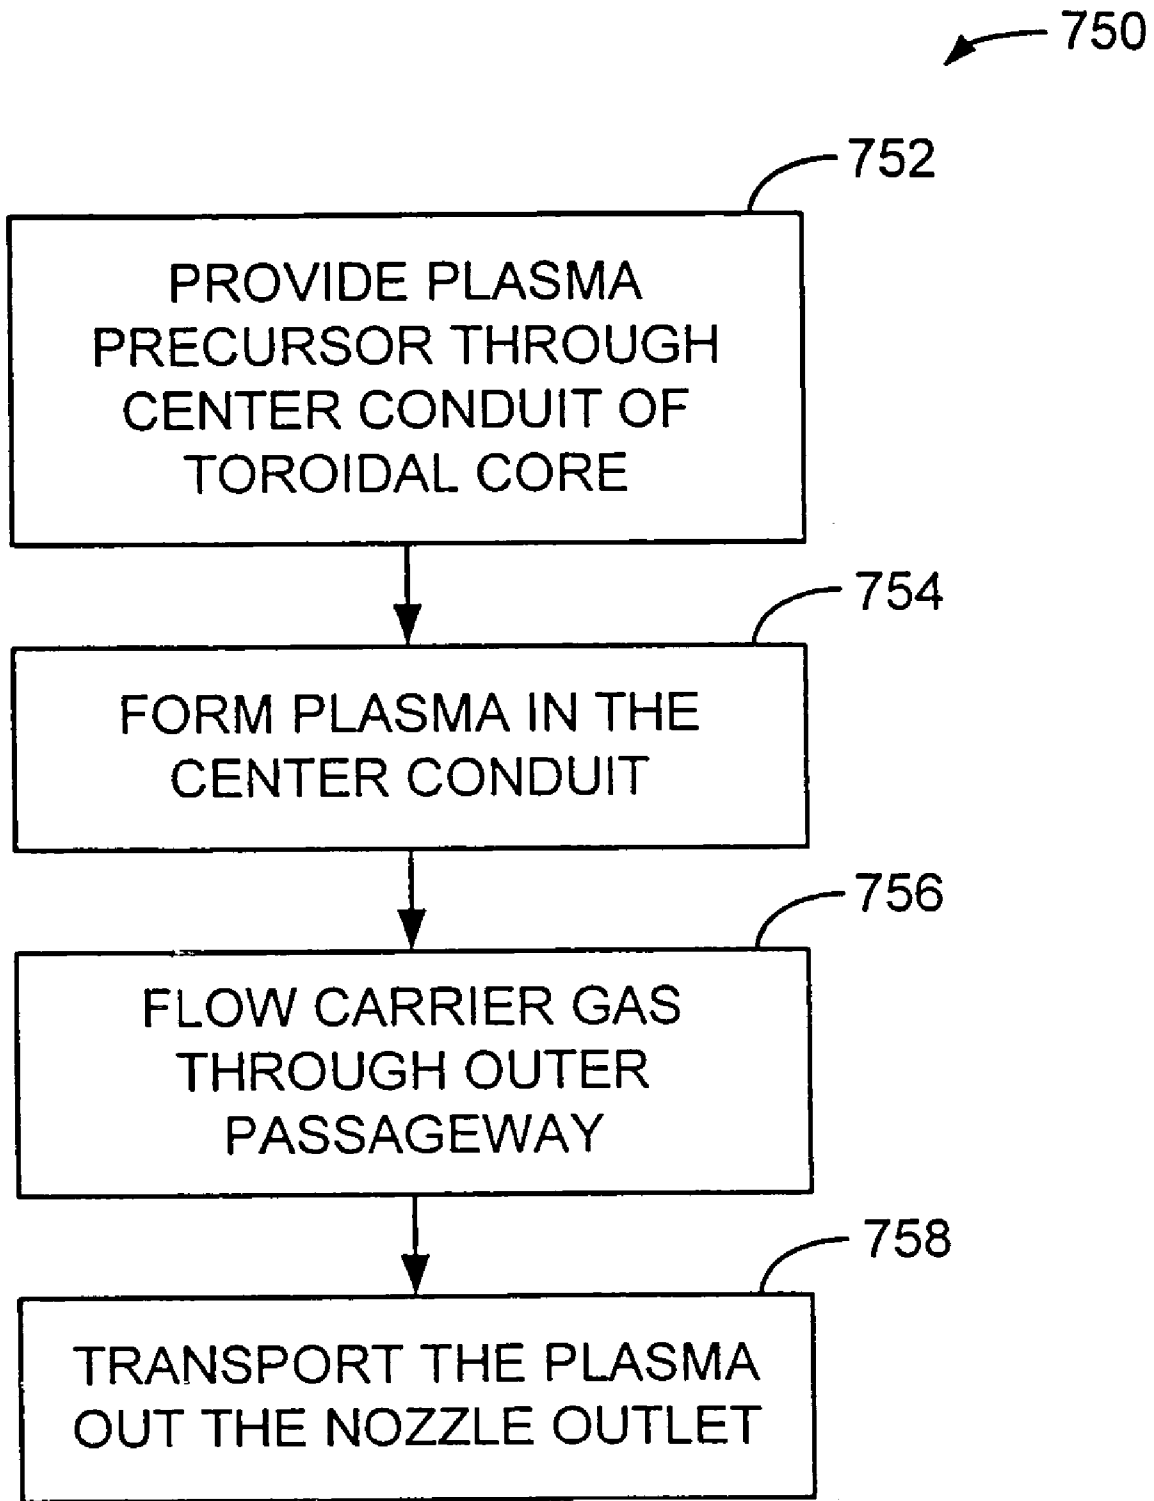 750
752
PROVIDE PLASMA
PRECURSOR THROUGH
CENTER CONDUIT OF
TOROIDAL CORE
754
FORM PLASMA IN THE
CENTER CONDUIT
756
FLOW CARRIER GAS
THROUGH OUTER
PASSAGEWAY
758
TRANSPORT THE PLASMA
OUT THE NOZZLE OUTLET